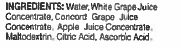 INGREDIENTS: Water, White Grape Juice
Concentrate, Concord Grape Juice
Concentrate, Apple Juice Concentrate,
Maltodextrin, Citric Acid, Ascorbic Acid.